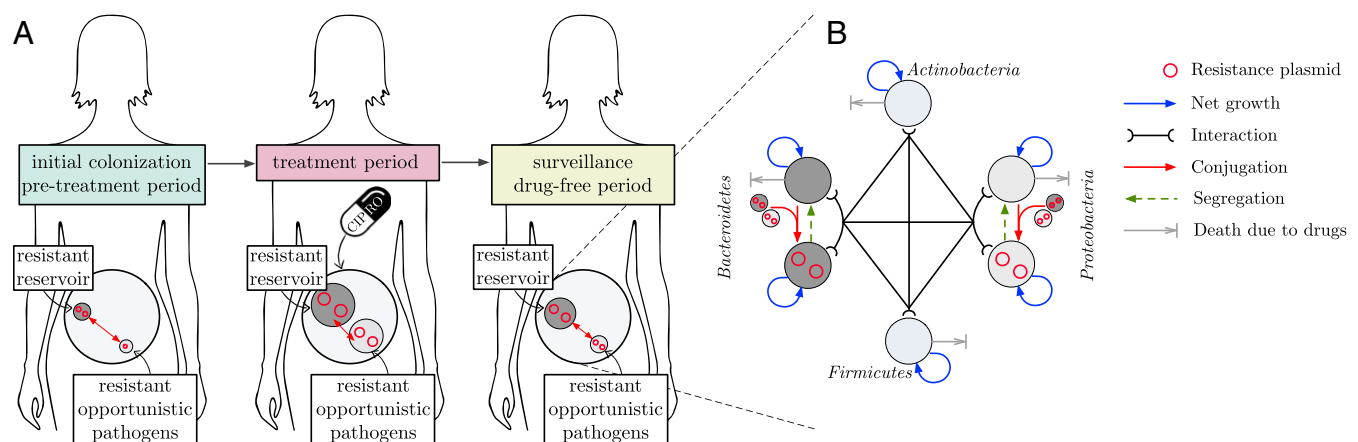 A
initial colonization
pre-treatment period
treatment period
surveillance
drug-free period
CIPRO
resistant
reservoir
resistant
reservoir
resistant
reservoir
resistant
opportunistic
pathogens
resistant
opportunistic
pathogens
resistant
opportunistic
pathogens
B
Actinobacteria
Bacteroidetes
Proteobacteria
Firmicutes
Resistance plasmid
Net growth
Interaction
Conjugation
Segregation
Death due to drugs